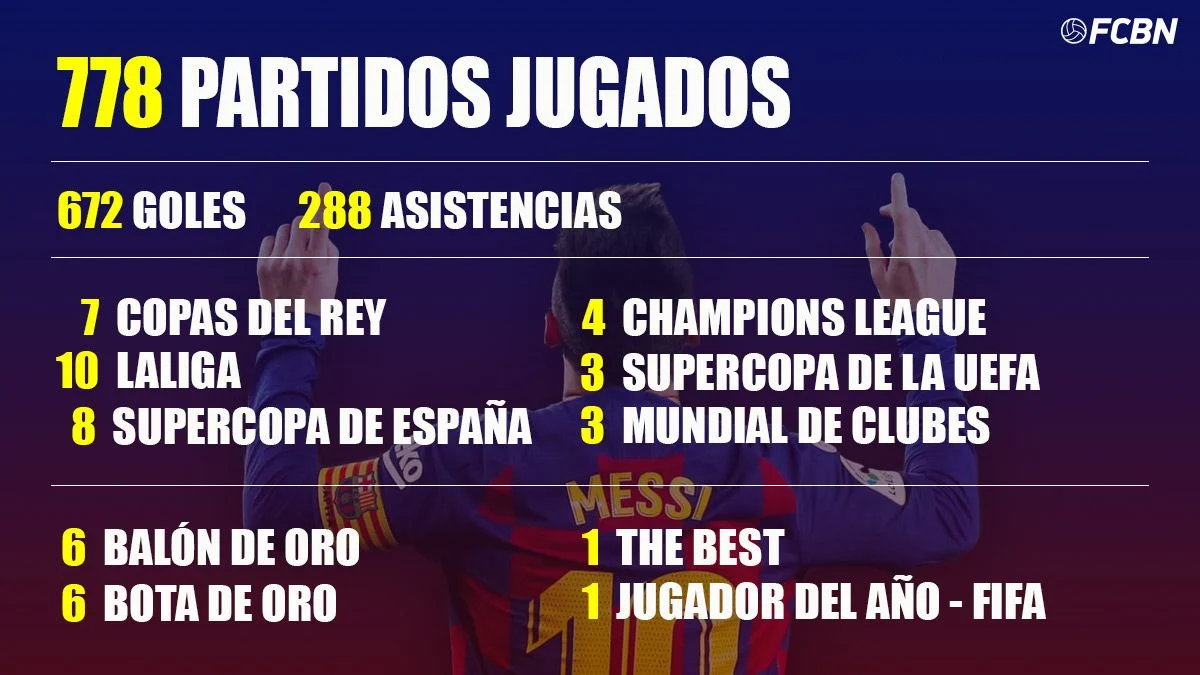 FCBN
778 PARTIDOS JUGADOS
672 GOLES 288 ASISTENCIAS
7 COPAS DEL REY
10 LALIGA
8 SUPERCOPA DE ESPAÑA
4 CHAMPIONS LEAGUE
3 SUPERCOPA DE LA UEFA
3 MUNDIAL DE CLUBES
MESSI
10
6 BALÓN DE ORO
6 BOTA DE ORO
1 THE BEST
1 JUGADOR DEL AÑO - FIFA